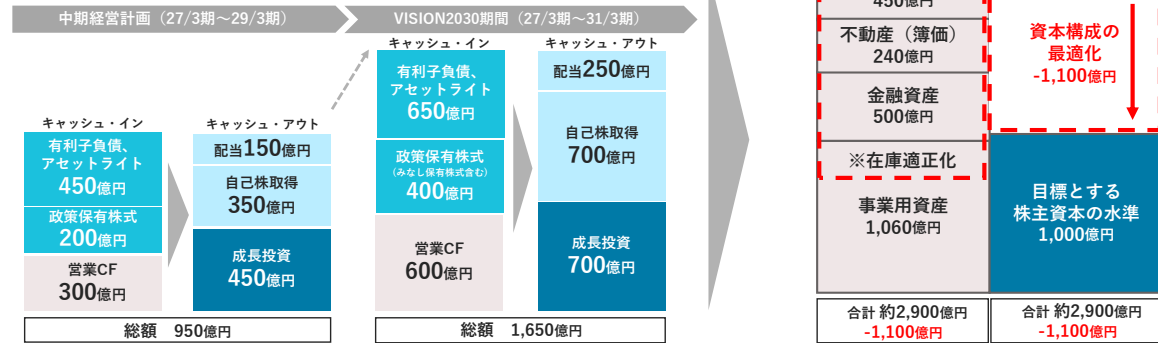 中期経営計画（27/3期～29/3期）
キャッシュ・イン
有利子負債、
アセットライト
450億円
政策保有株式
200億円
営業CF
300億円
キャッシュ・アウト
配当150億円
自己株取得
350億円
成長投資
450億円
総額　950億円
VISION2030期間（27/3期～31/3期）
キャッシュ・イン
有利子負債、
アセットライト
650億円
政策保有株式
（みなし保有株式含む）
400億円
営業CF
600億円
キャッシュ・アウト
配当250億円
自己株取得
700億円
成長投資
700億円
総額　1,650億円
450億円
不動産（簿価）
240億円
金融資産
500億円
※在庫適正化
事業用資産
1,060億円
合計 約2,900億円
-1,100億円
資本構成の
最適化
-1,100億円
目標とする
株主資本の水準
1,000億円
合計 約2,900億円
-1,100億円